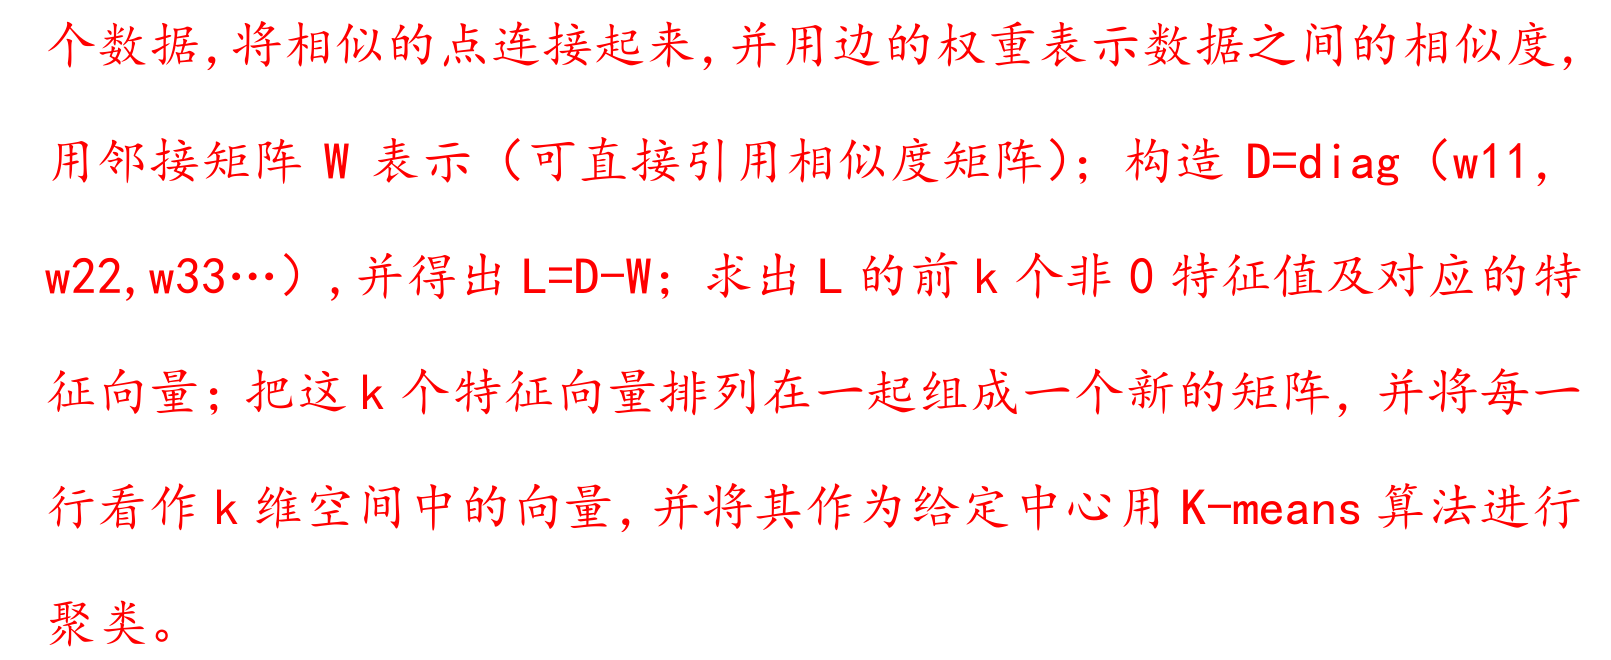 个数据,将相似的点连接起来,并用边的权重表示数据之间的相似度,
用邻接矩阵 W 表示（可直接引用相似度矩阵）；构造 D=diag（w11,
w22,w33…）,并得出 L=D-W；求出 L 的前 k 个非 0 特征值及对应的特
征向量；把这 k 个特征向量排列在一起组成一个新的矩阵，并将每一
行看作 k 维空间中的向量,并将其作为给定中心用 K-means 算法进行
聚类。